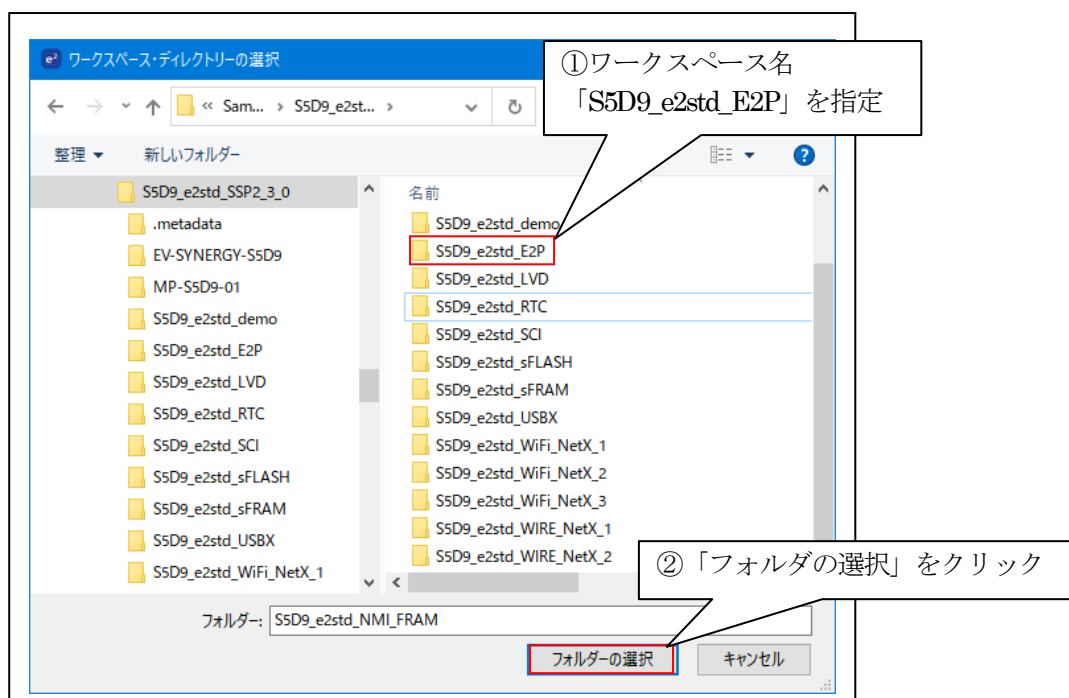 ワークスペース・ディレクトリーの選択
①ワークスペース名
「S5D9_e2std_E2P」を指定
« Sam... › S5D9_e2st... ›
整理 新しいフォルダー
S5D9_e2std_SSP2_3_0
.metadata
EV-SYNERGY-S5D9
MP-S5D9-01
S5D9_e2std_demo
S5D9_e2std_E2P
S5D9_e2std_LVD
S5D9_e2std_RTC
S5D9_e2std_SCI
S5D9_e2std_sFLASH
S5D9_e2std_sFRAM
S5D9_e2std_USBX
S5D9_e2std_WiFi_NetX_1
名前
S5D9_e2std_demo
S5D9_e2std_E2P
S5D9_e2std_LVD
S5D9_e2std_RTC
S5D9_e2std_SCI
S5D9_e2std_sFLASH
S5D9_e2std_sFRAM
S5D9_e2std_USBX
S5D9_e2std_WiFi_NetX_1
S5D9_e2std_WiFi_NetX_2
S5D9_e2std_WiFi_NetX_3
S5D9_e2std_WIRE_NetX_1
S5D9_e2std_WIRE_NetX_2
②「フォルダの選択」をクリック
フォルダー: S5D9_e2std_NMI_FRAM
フォルダーの選択 キャンセル